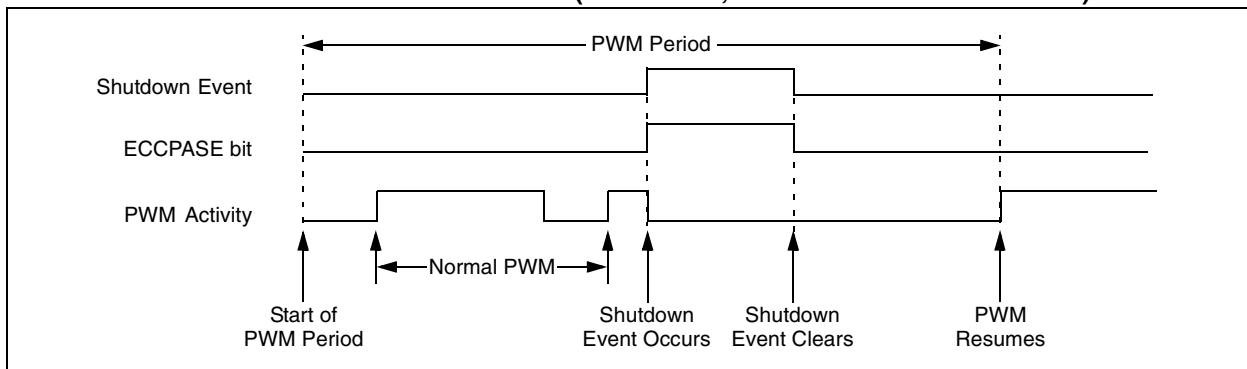 PWM Period
Shutdown Event
ECCPASE bit
PWM Activity
Normal PWM
Start of
PWM Period
Shutdown
Event Occurs
Shutdown
Event Clears
PWM
Resumes